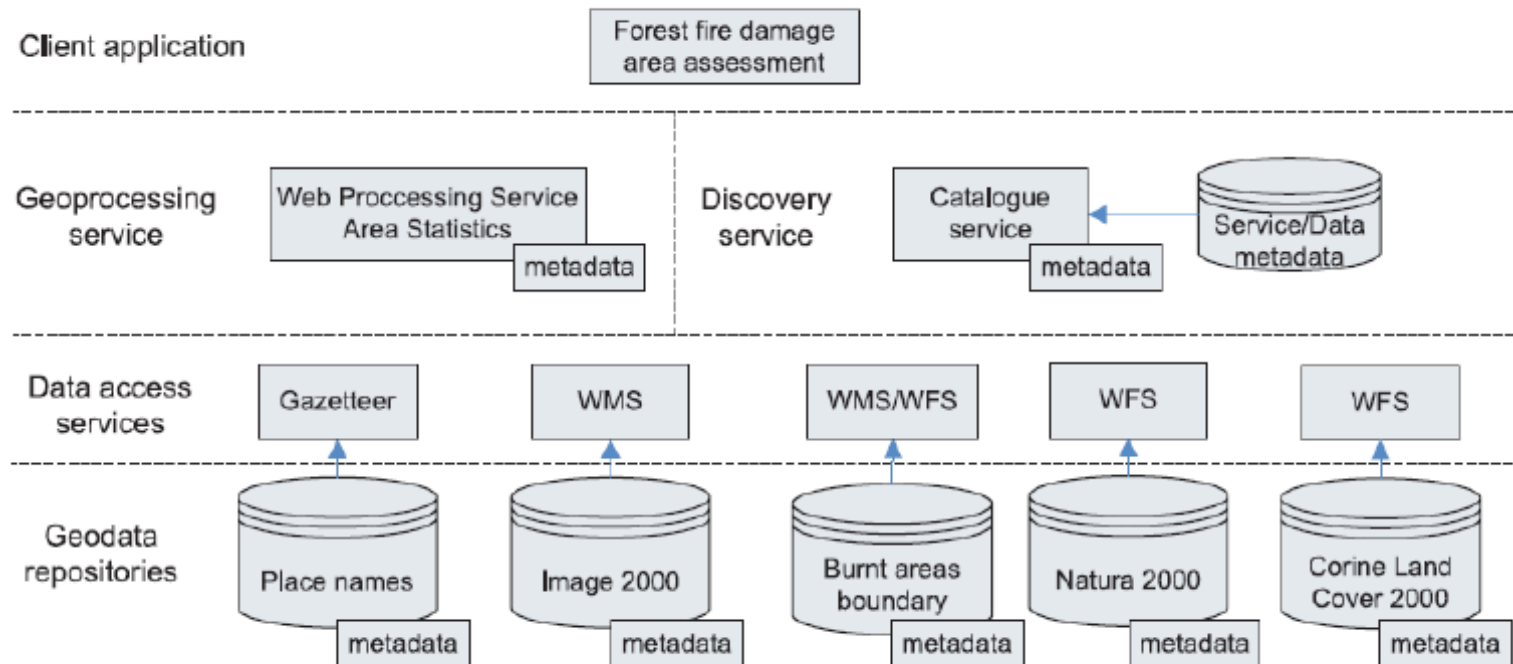 Client application
Forest fire damage
area assessment
Geoprocessing
service
Web Proccessing Service
Area Statistics
metadata
Discovery
service
Catalogue
service
metadata
Service/Data
metadata
Data access
services
Gazetteer
WMS
WMS/WFS
WFS
WFS
Geodata
repositories
Place names
metadata
Image 2000
metadata
Burnt areas
boundary
metadata
Natura 2000
metadata
Corine Land
Cover 2000
metadata